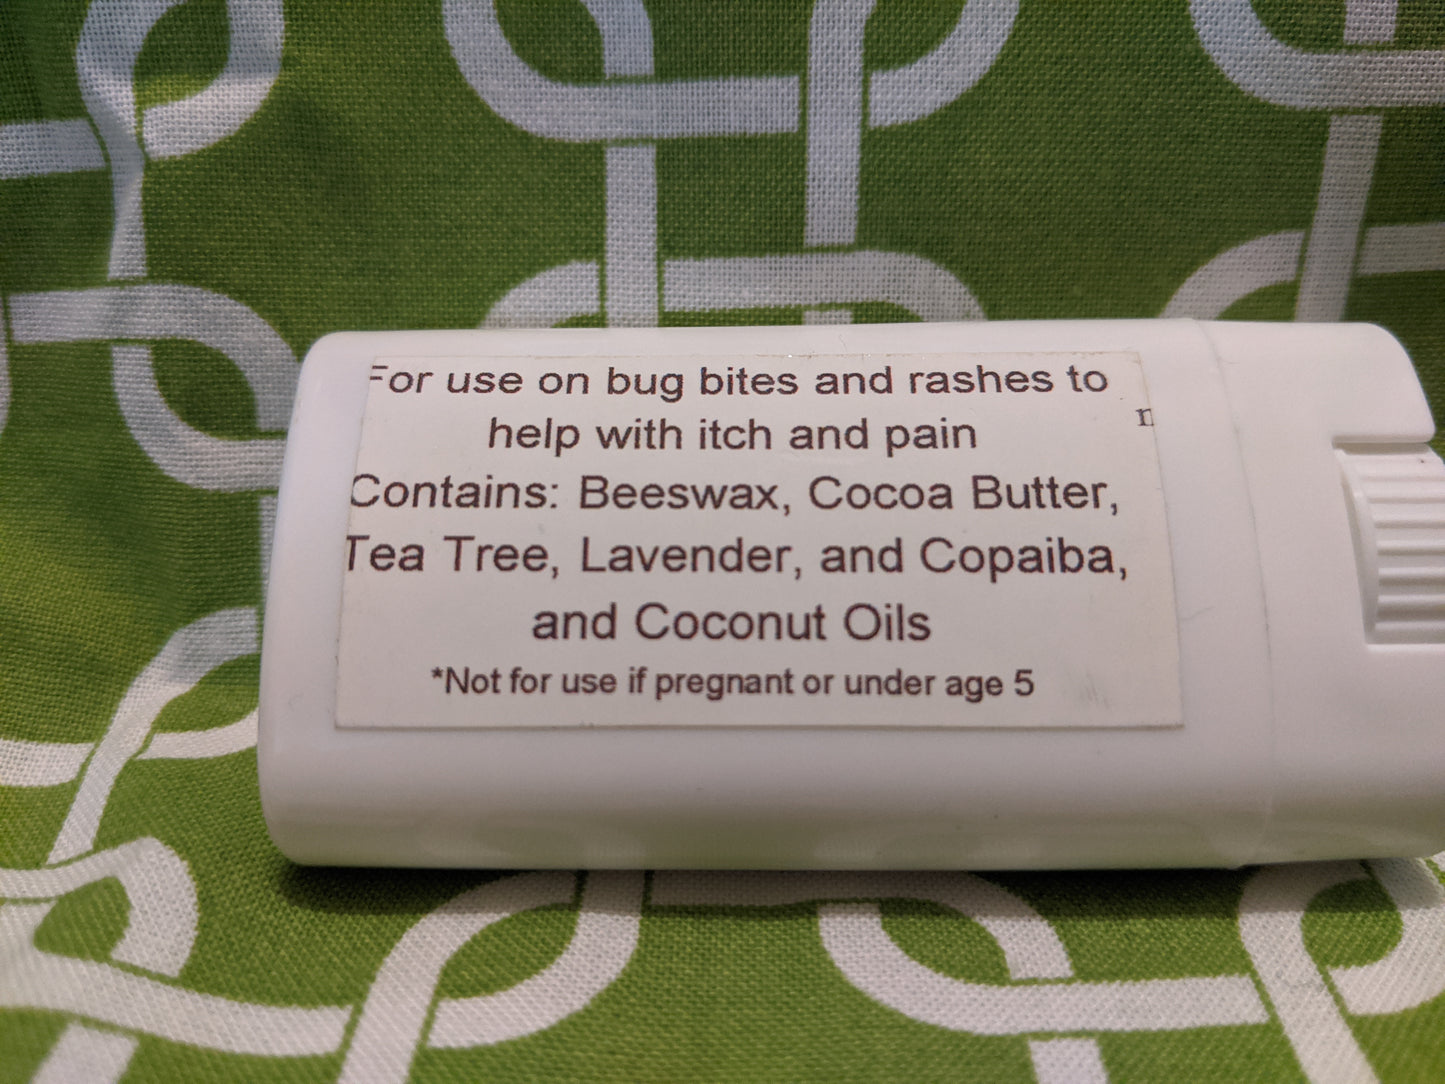 For use on bug bites and rashes to
help with itch and pain
Contains: Beeswax, Cocoa Butter,
Tea Tree, Lavender, and Copaiba,
and Coconut Oils
*Not for use if pregnant or under age 5